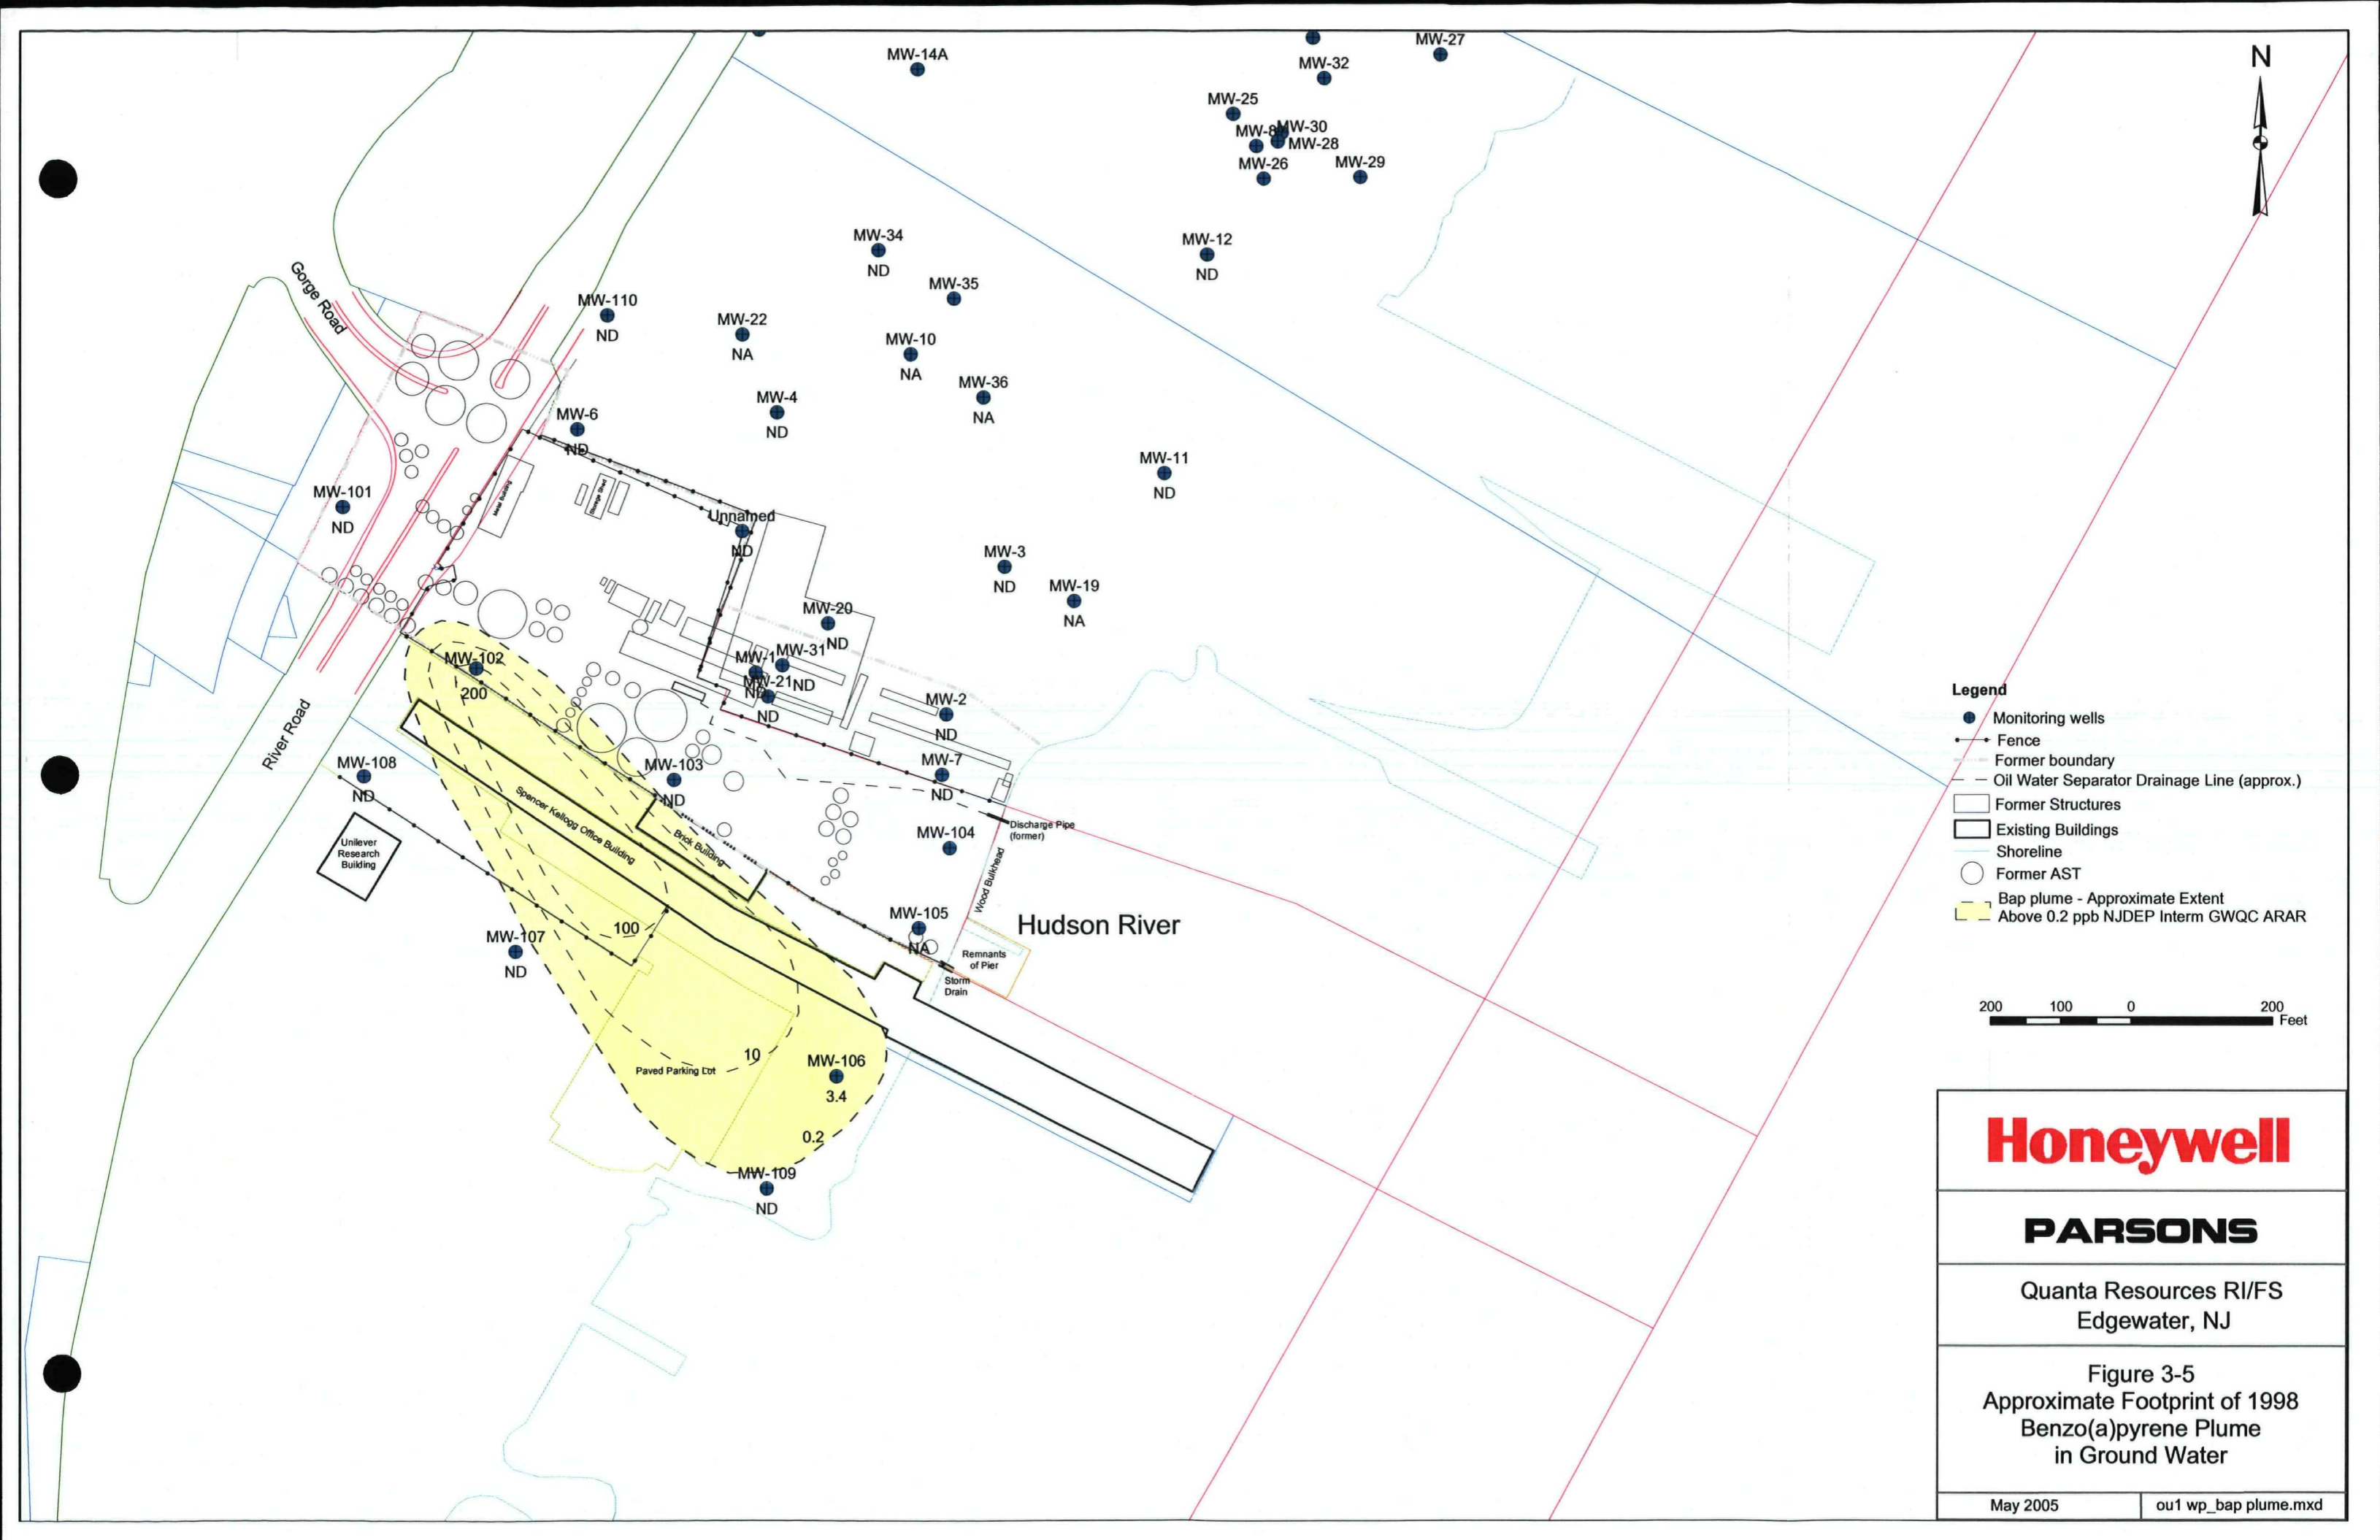 MW-14A
MW-27
MW-32
N
MW-25
MW-8
MW-30
MW-28
MW-26
MW-29
MW-34
ND
MW-12
ND
Gorge Road
MW-35
MW-110
ND
MW-22
NA
MW-10
NA
MW-36
NA
MW-4
ND
MW-6
ND
MW-11
ND
MW-101
ND
Metal Building
Storage Shed
Unnamed
ND
MW-3
ND
MW-19
NA
MW-20
ND
MW-102
200
MW-1
ND
MW-31
ND
MW-21
ND
MW-2
ND
River Road
MW-108
ND
MW-103
ND
MW-7
ND
Spencer Kellogg Office Building
Brick Building
MW-104
Discharge Pipe
(former)
Wood Bulkhead
Unilever
Research
Building
MW-105
NA
Hudson River
100
MW-107
ND
Remnants
of Pier
Storm
Drain
10
Paved Parking Lot
MW-106
3.4
0.2
MW-109
ND
Legend
Monitoring wells
Fence
Former boundary
Oil Water Separator Drainage Line (approx.)
Former Structures
Existing Buildings
Shoreline
Former AST
Bap plume - Approximate Extent
Above 0.2 ppb NJDEP Interm GWQC ARAR
200 100 0 200
Feet
Honeywell
PARSONS
Quanta Resources RI/FS
Edgewater, NJ
Figure 3-5
Approximate Footprint of 1998
Benzo(a)pyrene Plume
in Ground Water
May 2005
ou1 wp_bap plume.mxd